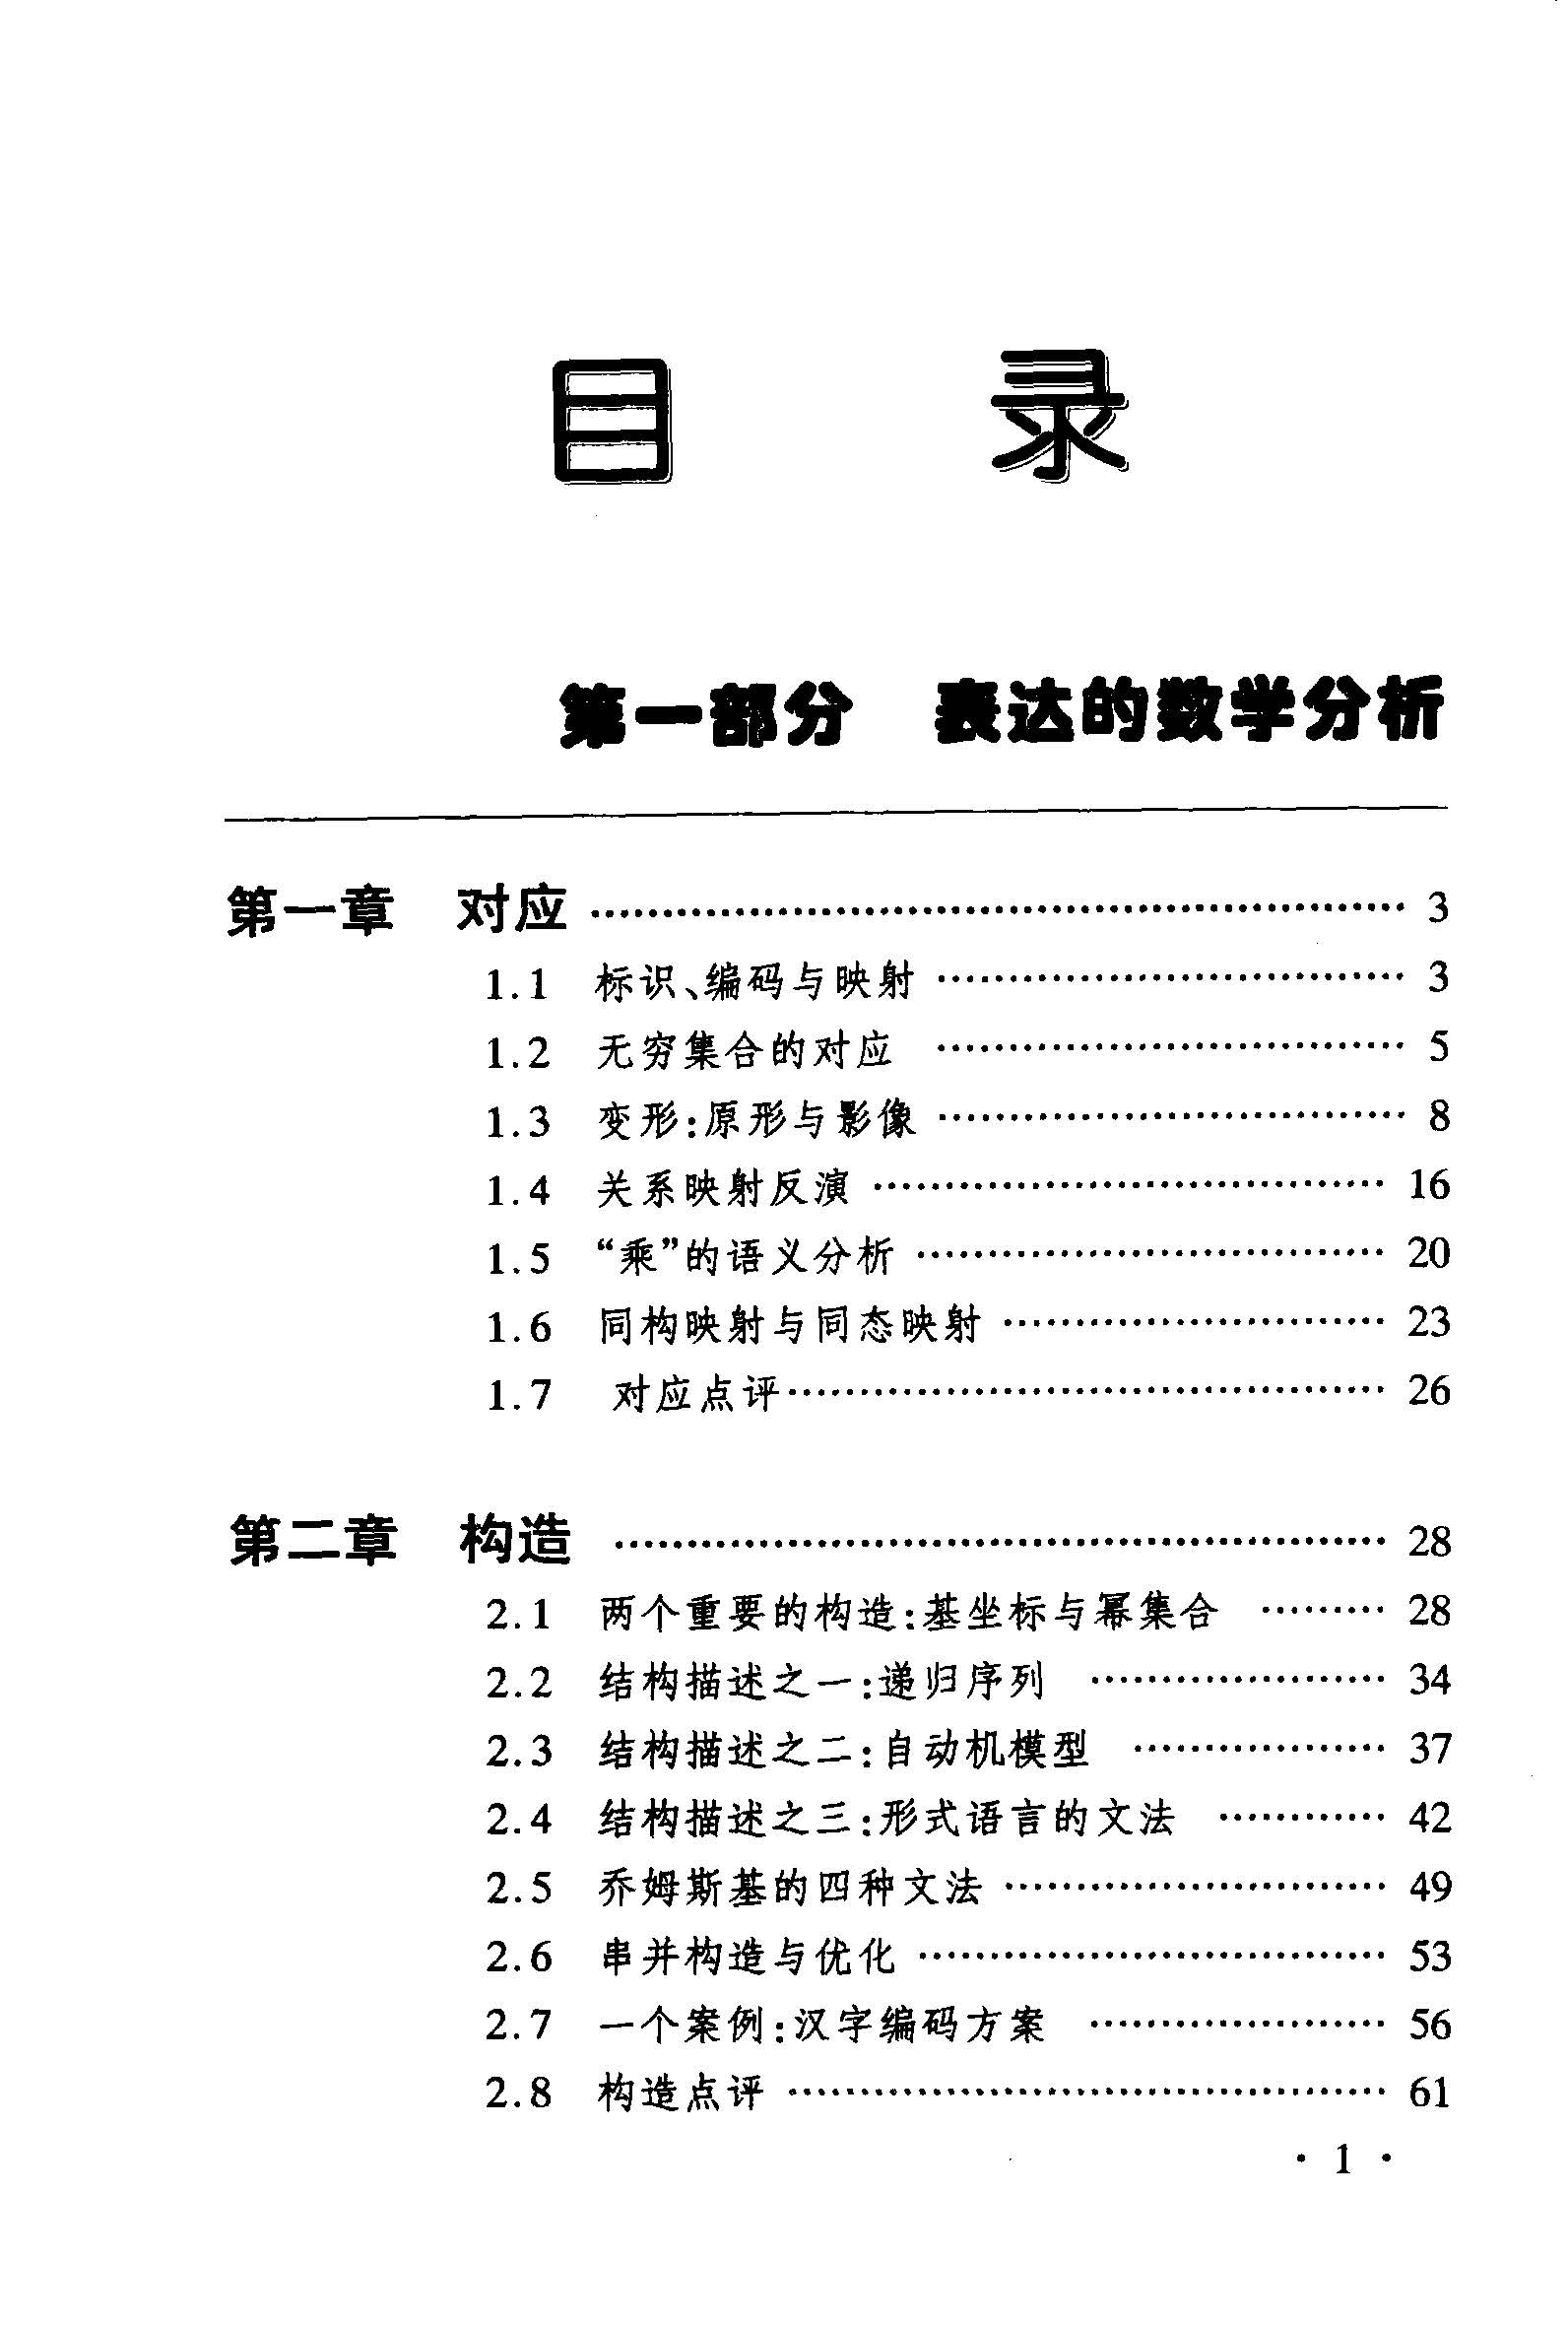 目 录
第一部分 表达的数学分析
第一章 对应 …………………………………………………… 3
1.1 标识、编码与映射 …………………………… 3
1.2 无穷集合的对应 …………………………… 5
1.3 变形:原形与影像 …………………………… 8
1.4 关系映射反演 ……………………………… 16
1.5 “乘”的语义分析 …………………………… 20
1.6 同构映射与同态映射 ……………………… 23
1.7 对应点评 …………………………………… 26
第二章 构造 ………………………………………………… 28
2.1 两个重要的构造:基坐标与幂集合 ……… 28
2.2 结构描述之一:递归序列 ………………… 34
2.3 结构描述之二:自动机模型 ……………… 37
2.4 结构描述之三:形式语言的文法 ………… 42
2.5 乔姆斯基的四种文法 ……………………… 49
2.6 串并构造与优化 …………………………… 53
2.7 一个案例:汉字编码方案 ………………… 56
2.8 构造点评 …………………………………… 61
· 1 ·